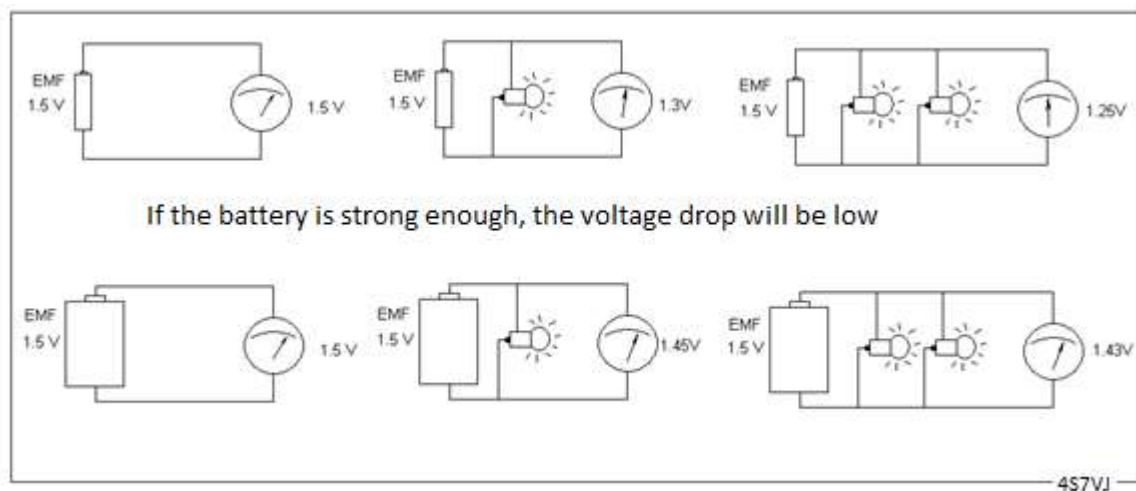 EMF
1.5 V
1.5 V
EMF
1.5 V
1.3V
EMF
1.5 V
1.25V
If the battery is strong enough, the voltage drop will be low
EMF
1.5 V
1.5 V
EMF
1.5 V
1.45V
EMF
1.5 V
1.43V
4S7VJ